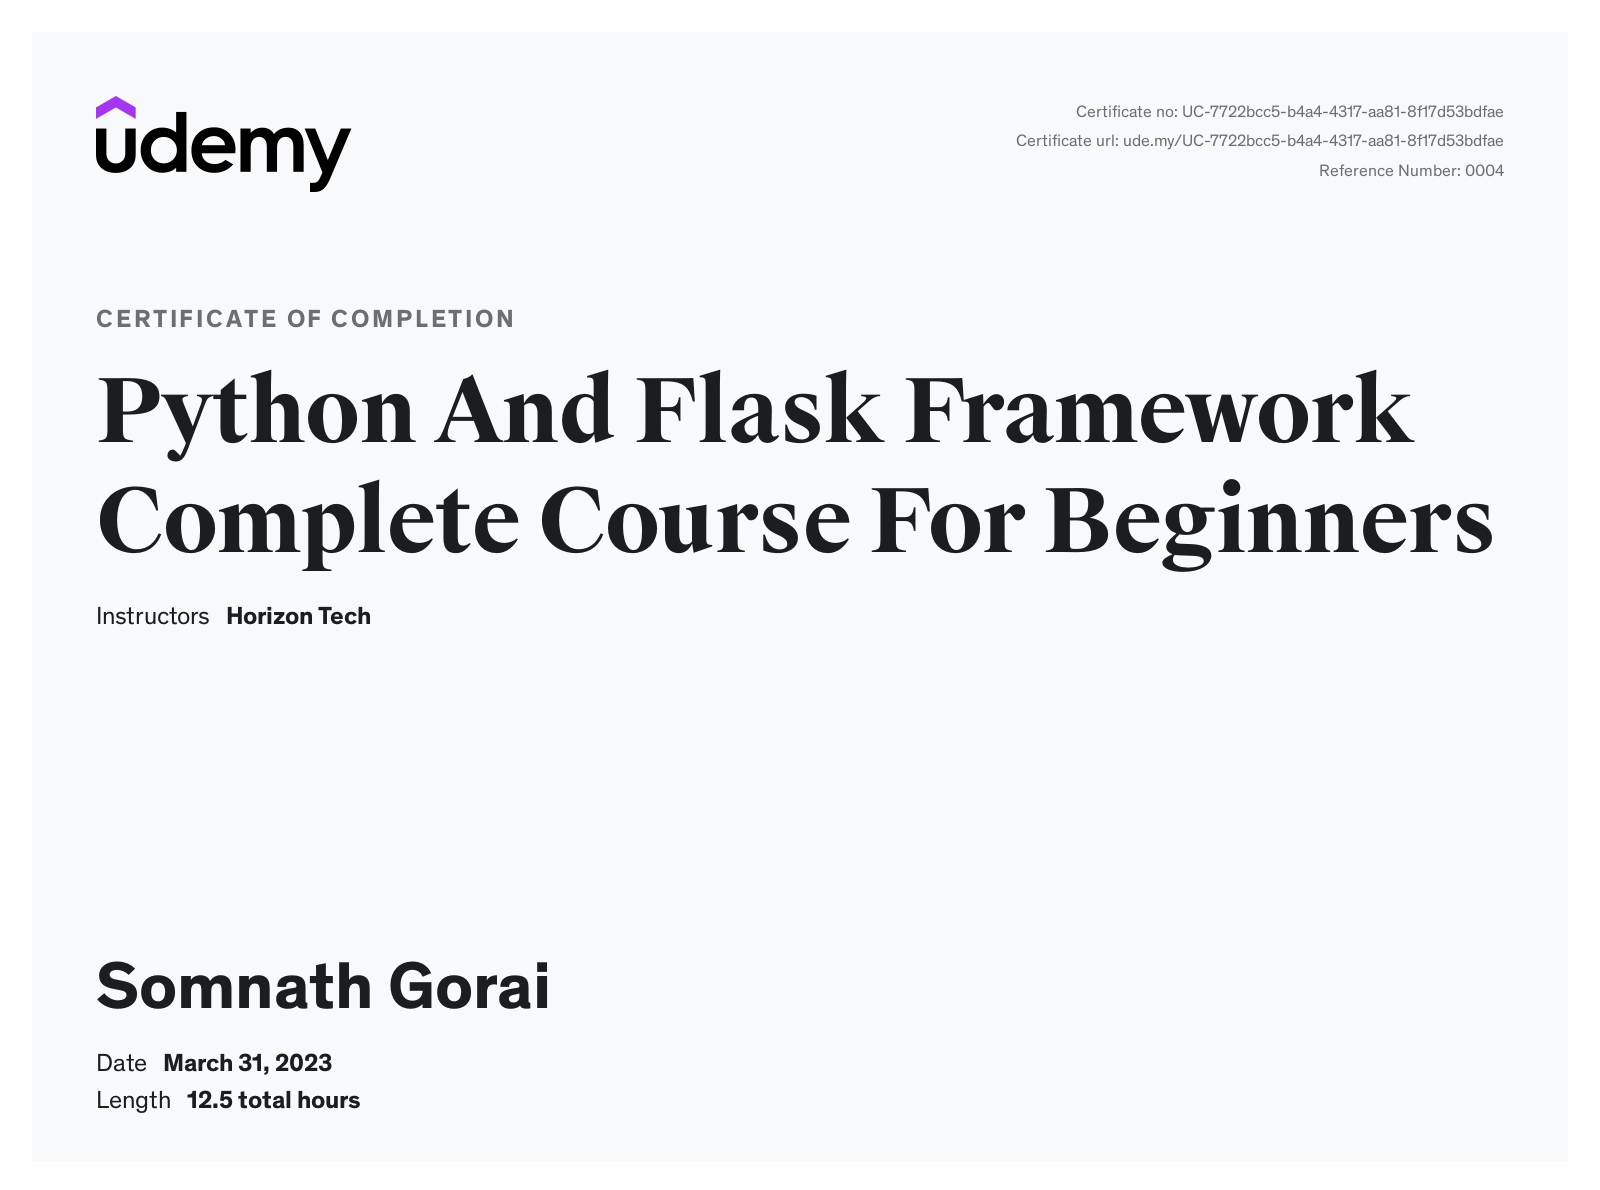 udemy
Certificate no: UC-7722bcc5-b4a4-4317-aa81-8f17d53bdfae
Certificate url: ude.my/UC-7722bcc5-b4a4-4317-aa81-8f17d53bdfae
Reference Number: 0004
CERTIFICATE OF COMPLETION
Python And Flask Framework
Complete Course For Beginners
Instructors Horizon Tech
Somnath Gorai
Date March 31, 2023
Length 12.5 total hours